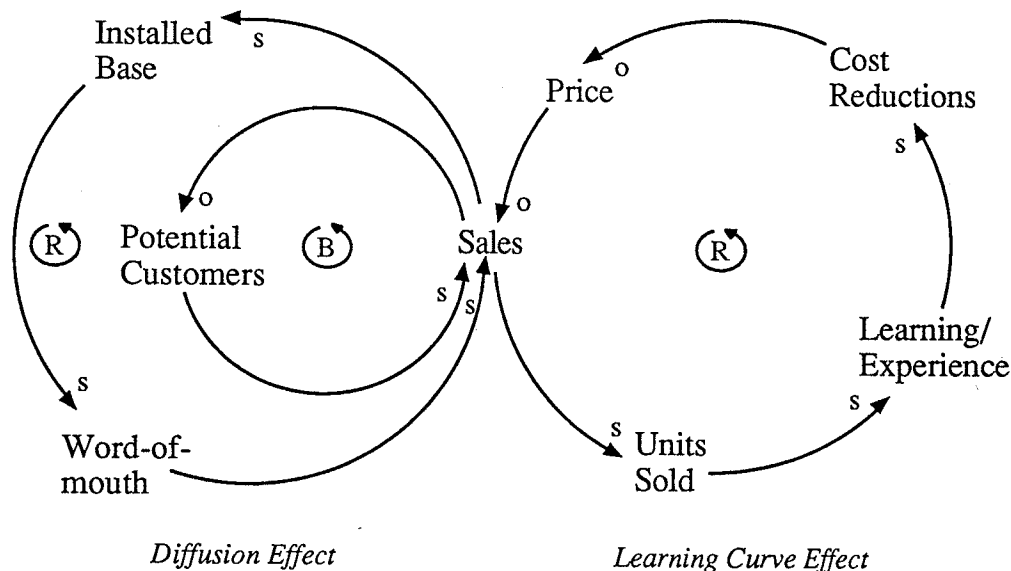 Installed
Base
s
Price
o
Cost
Reductions
s
o
o
R
Potential
Customers
B
Sales
R
s
s
s
Word-of-
mouth
s
Units
Sold
s
Learning/
Experience
Diffusion Effect
Learning Curve Effect